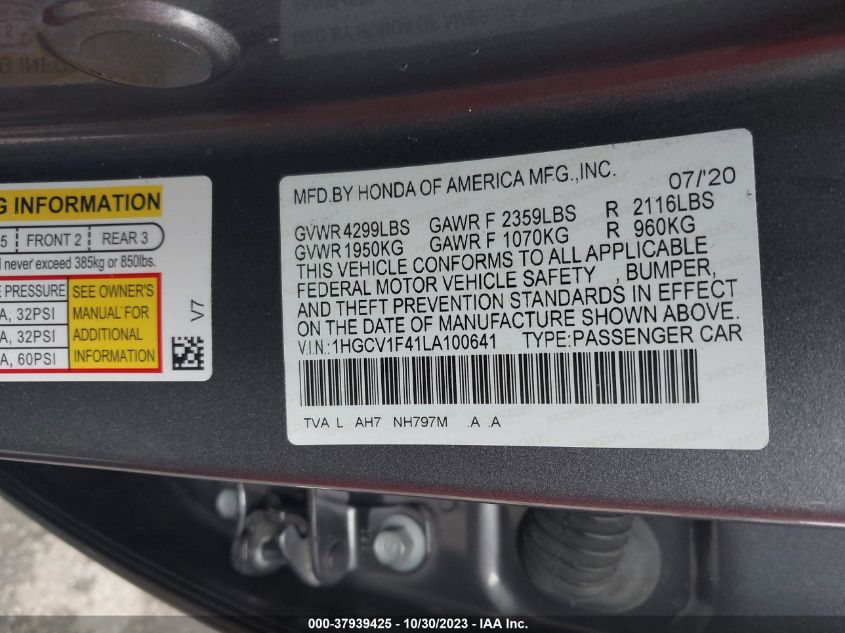 G INFORMATION
5 FRONT 2 REAR 3
never exceed 385kg or 850lbs.
E PRESSURE SEE OWNER'S
A, 32PSI MANUAL FOR
A, 32PSI ADDITIONAL
A, 60PSI INFORMATION
V7
MFD.BY HONDA OF AMERICA MFG.,INC. 07/'20
GVWR 4299LBS GAWR F 2359LBS R 2116LBS
GVWR 1950KG GAWR F 1070KG R 960KG
THIS VEHICLE CONFORMS TO ALL APPLICABLE
FEDERAL MOTOR VEHICLE SAFETY , BUMPER,
AND THEFT PREVENTION STANDARDS IN EFFECT
ON THE DATE OF MANUFACTURE SHOWN ABOVE.
V.I.N.:1HGCV1F41LA100641 TYPE:PASSENGER CAR
TVA L AH7 NH797M .A .A
000-37939425 - 10/30/2023 - IAA Inc.